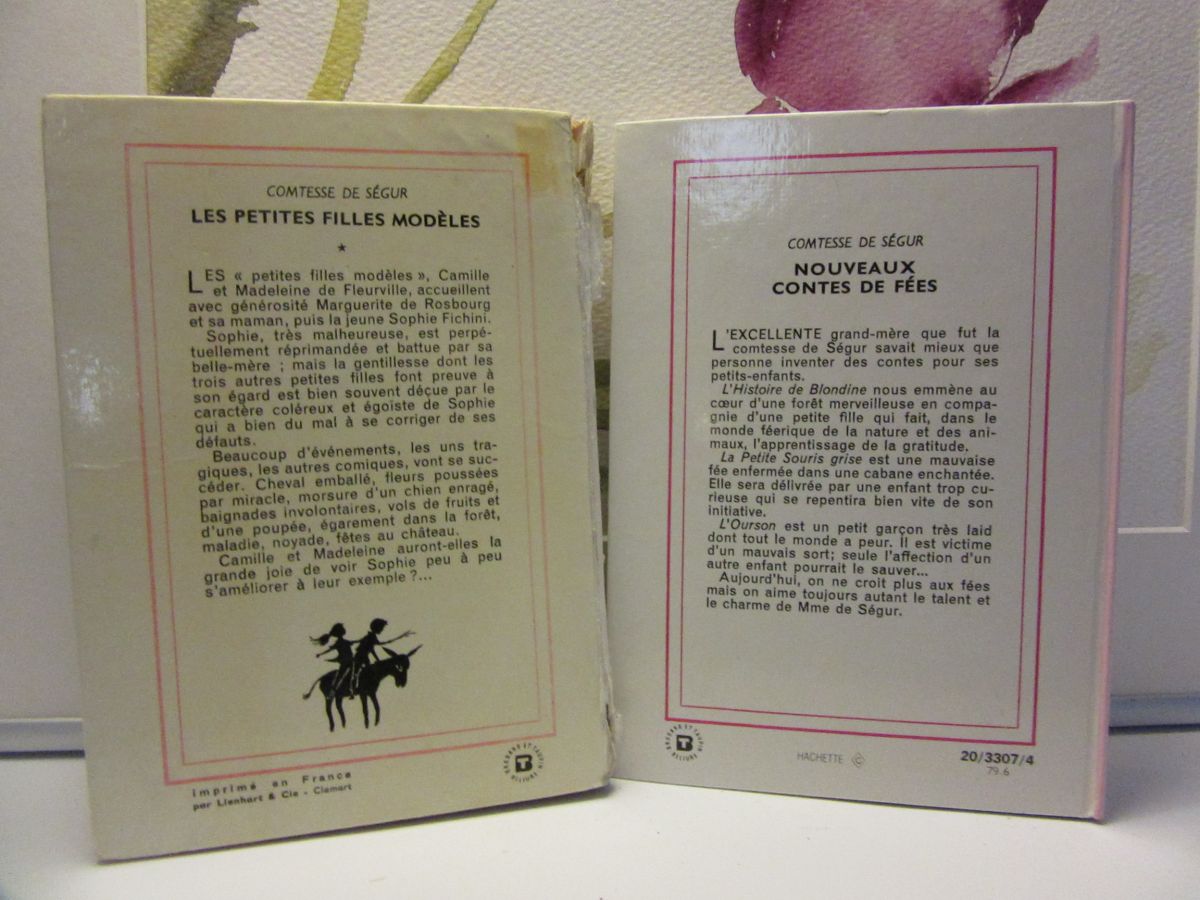 COMTESSE DE SÉGUR
LES PETITES FILLES MODÈLES
★
LES « petites filles modèles », Camille
et Madeleine de Fleurville, accueillent
avec générosité Marguerite de Rosbourg
et sa maman, puis la jeune Sophie Fichini.
Sophie, très malheureuse, est perpé-
tuellement réprimandée et battue par sa
belle-mère ; mais la gentillesse dont les
trois autres petites filles font preuve à
son égard est bien souvent déçue par le
caractère coléreux et égoïste de Sophie
qui a bien du mal à se corriger de ses
défauts.
Beaucoup d'événements, les uns tra-
giques, les autres comiques, vont se suc-
céder. Cheval emballé, fleurs poussées
par miracle, morsure d'un chien enragé,
baignades involontaires, vols de fruits et
d'une poupée, égarement dans la forêt,
maladie, noyade, fêtes au château.
Camille et Madeleine auront-elles la
grande joie de voir Sophie peu à peu
s'améliorer à leur exemple ?...
imprimé en France
par Lienhart & Cie - Clamart
BRODARD ET TAUPIN
RELIURE
COMTESSE DE SÉGUR
NOUVEAUX
CONTES DE FÉES
L'EXCELLENTE grand-mère que fut la
comtesse de Ségur savait mieux que
personne inventer des contes pour ses
petits-enfants.
L'Histoire de Blondine nous emmène au
cœur d'une forêt merveilleuse en compa-
gnie d'une petite fille qui fait, dans le
monde féerique de la nature et des ani-
maux, l'apprentissage de la gratitude.
La Petite Souris grise est une mauvaise
fée enfermée dans une cabane enchantée.
Elle sera délivrée par une enfant trop cu-
rieuse qui se repentira bien vite de son
initiative.
L'Ourson est un petit garçon très laid
dont tout le monde a peur. Il est victime
d'un mauvais sort; seule l'affection d'un
autre enfant pourrait le sauver...
Aujourd'hui, on ne croit plus aux fées
mais on aime toujours autant le talent et
le charme de Mme de Ségur.
BRODARD ET TAUPIN
RELIURE
HACHETTE ©
20/3307/4
79.6